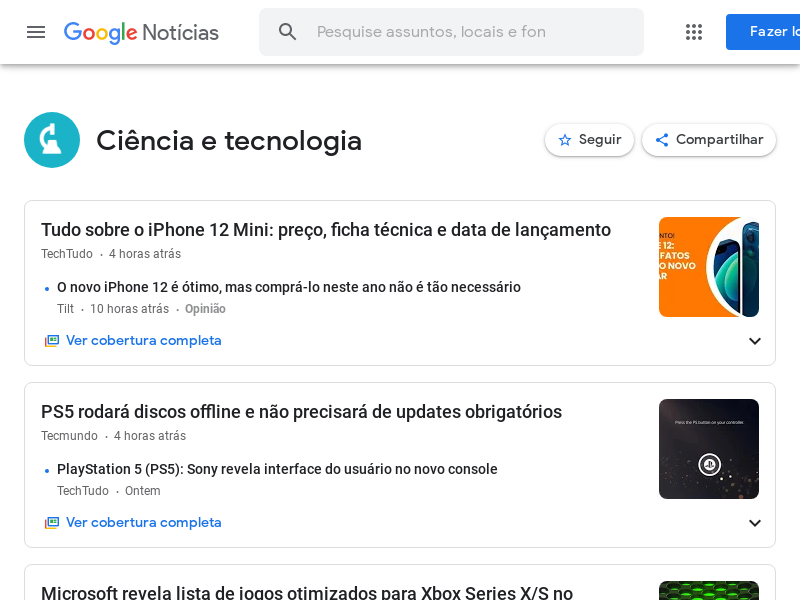 Google Notícias
Pesquise assuntos, locais e fon
Fazer lo
Ciência e tecnologia
Seguir
Compartilhar
Tudo sobre o iPhone 12 Mini: preço, ficha técnica e data de lançamento
TechTudo · 4 horas atrás
O novo iPhone 12 é ótimo, mas comprá-lo neste ano não é tão necessário
Tilt · 10 horas atrás · Opinião
Ver cobertura completa
NTO!
E 12:
FATOS
O NOVO
AR
PS5 rodará discos offline e não precisará de updates obrigatórios
Tecmundo · 4 horas atrás
PlayStation 5 (PS5): Sony revela interface do usuário no novo console
TechTudo · Ontem
Ver cobertura completa
Press the PS button on your controller.
Microsoft revela lista de jogos otimizados para Xbox Series X/S no